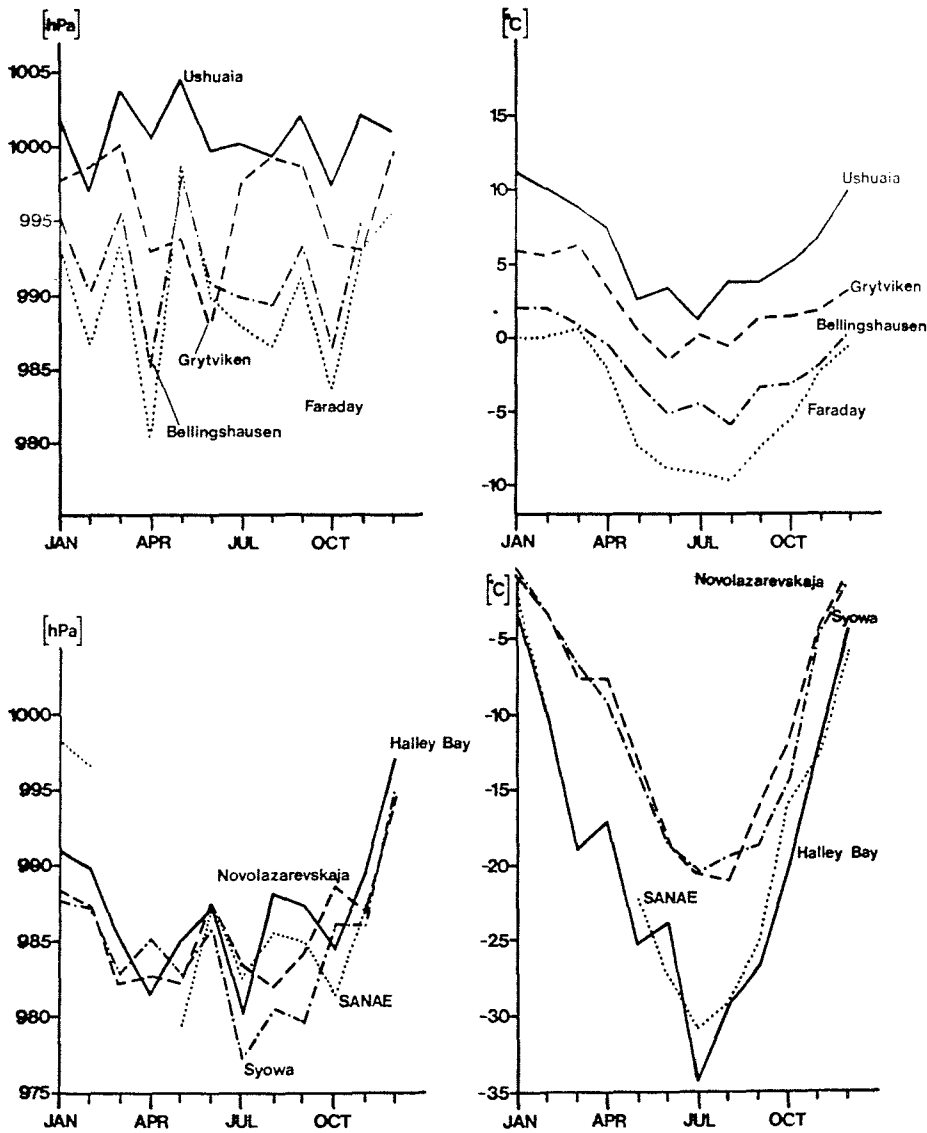 [hPa]
1005
1000
995
990
985
980
Ushuaia
Grytviken
Faraday
Bellingshausen
JAN APR JUL OCT
[°C]
15
10
5
0
-5
-10
Ushuaia
Grytviken
Bellingshausen
Faraday
JAN APR JUL OCT
[hPa]
1000
995
990
985
980
975
Halley Bay
Novolazarevskaja
SANAE
Syowa
JAN APR JUL OCT
[°C]
-5
-10
-15
-20
-25
-30
-35
Novolazarevskaja
Syowa
Halley Bay
SANAE
JAN APR JUL OCT